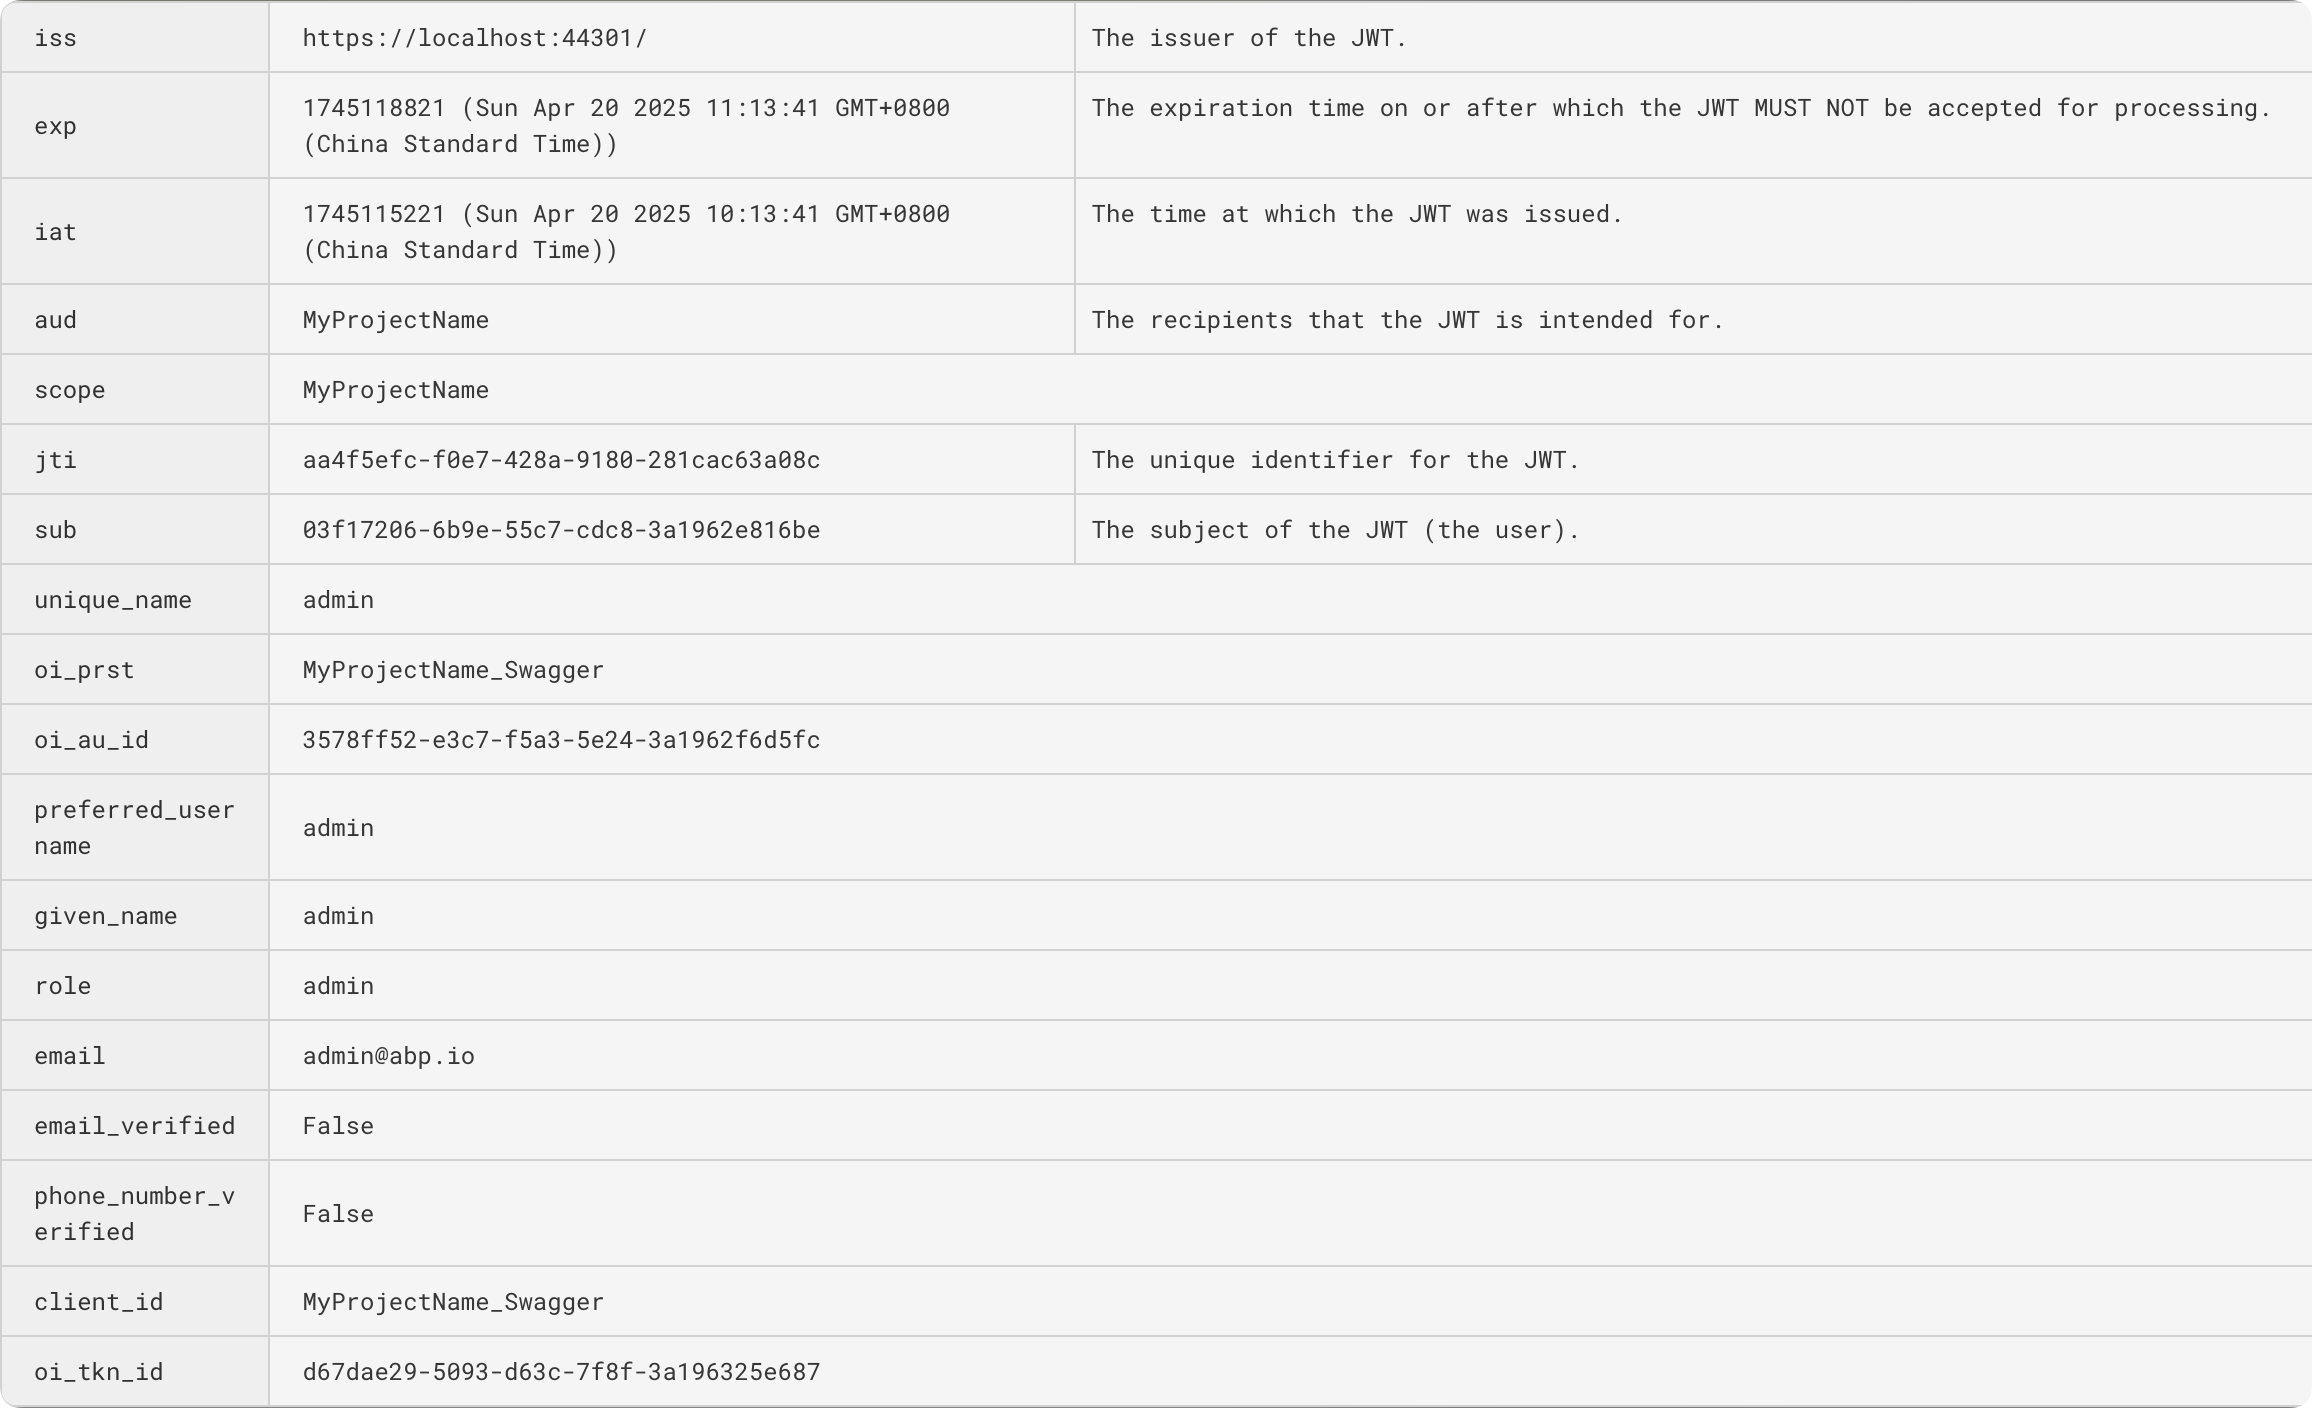 iss https://localhost:44301/ The issuer of the JWT.
exp 1745118821 (Sun Apr 20 2025 11:13:41 GMT+0800 (China Standard Time)) The expiration time on or after which the JWT MUST NOT be accepted for processing.
iat 1745115221 (Sun Apr 20 2025 10:13:41 GMT+0800 (China Standard Time)) The time at which the JWT was issued.
aud MyProjectName The recipients that the JWT is intended for.
scope MyProjectName
jti aa4f5efc-f0e7-428a-9180-281cac63a08c The unique identifier for the JWT.
sub 03f17206-6b9e-55c7-cdc8-3a1962e816be The subject of the JWT (the user).
unique_name admin
oi_prst MyProjectName_Swagger
oi_au_id 3578ff52-e3c7-f5a3-5e24-3a1962f6d5fc
preferred_username admin
given_name admin
role admin
email admin@abp.io
email_verified False
phone_number_verified False
client_id MyProjectName_Swagger
oi_tkn_id d67dae29-5093-d63c-7f8f-3a196325e687